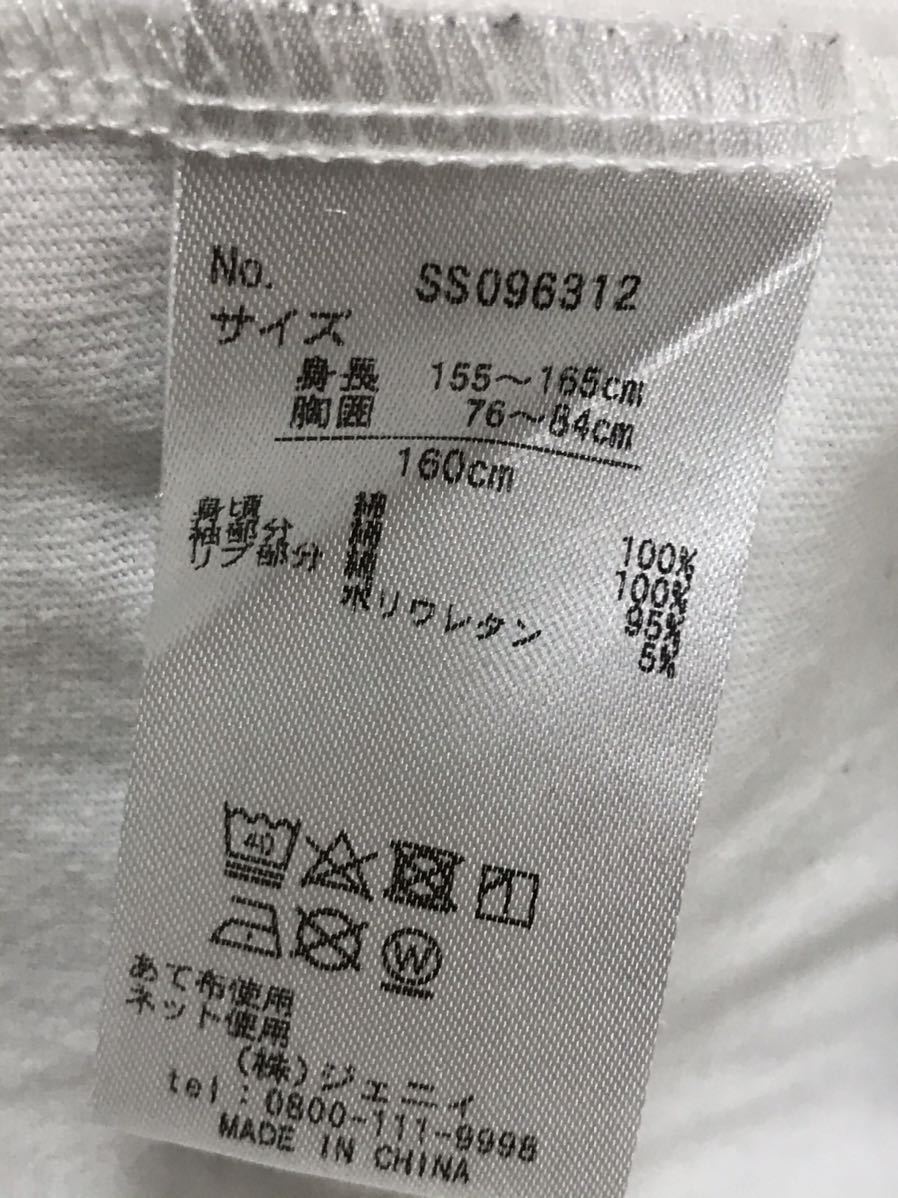 No. SS096312
サイズ
身長 155～165cm
胸囲 76～84cm
160cm
身頃 綿 100%
袖部分 綿 100%
リブ部分 綿 95%
ポリウレタン 5%
40
W
あて布使用
ネット使用
(株)ジェニィ
tel:0800-111-9998
MADE IN CHINA